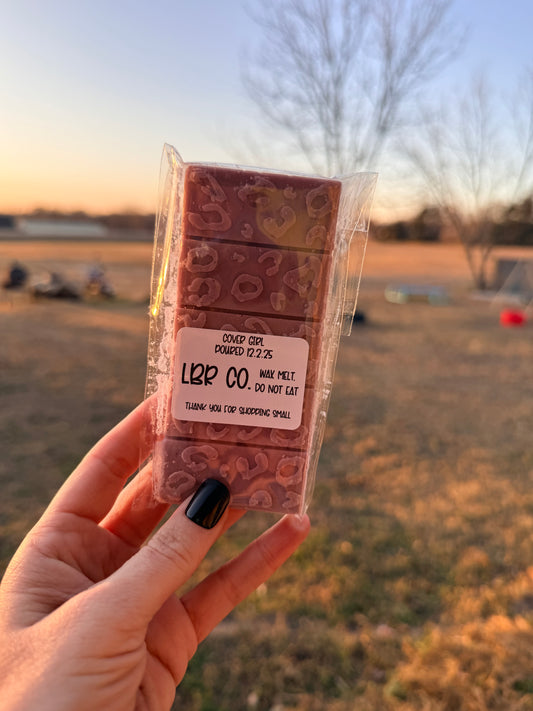 COVER GIRL
POURED 12.2.25
LBR CO. WAX MELT.
DO NOT EAT
THANK YOU FOR SHOPPING SMALL